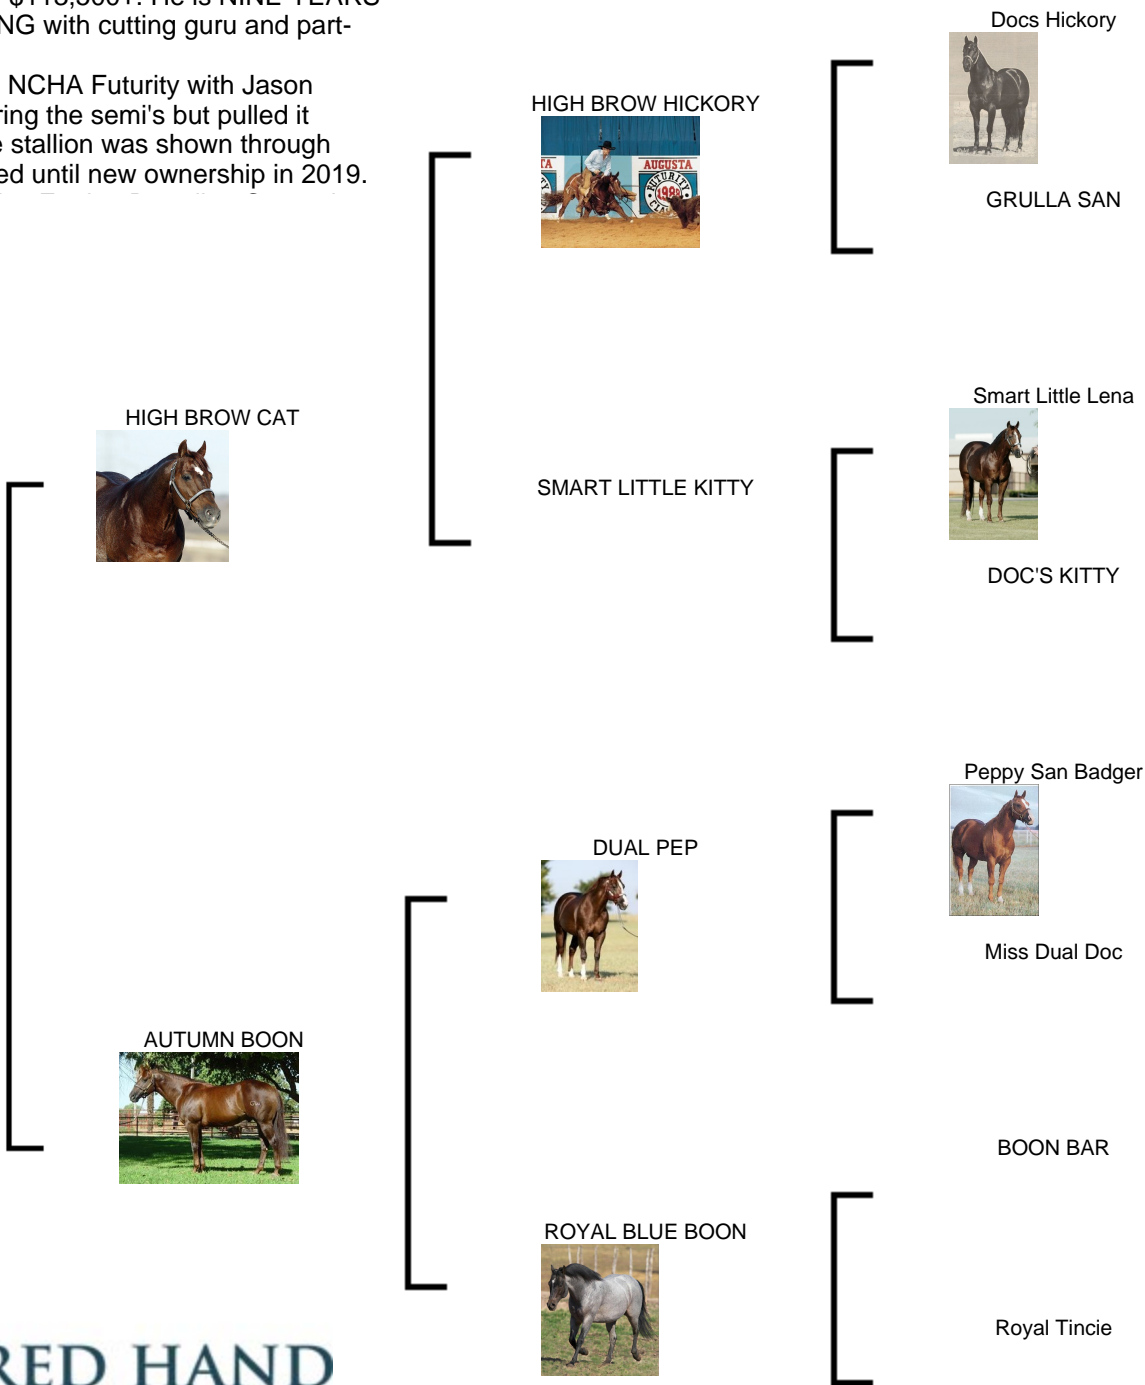 NG with cutting guru and part-
NCHA Futurity with Jason
ring the semi's but pulled it
e stallion was shown through
ed until new ownership in 2019.
HIGH BROW CAT
AUTUMN BOON
HIGH BROW HICKORY
AUGUSTA
FUTURITY
SMART LITTLE KITTY
DUAL PEP
ROYAL BLUE BOON
Docs Hickory
GRULLA SAN
Smart Little Lena
DOC'S KITTY
Peppy San Badger
Miss Dual Doc
BOON BAR
Royal Tincie
RED HAND